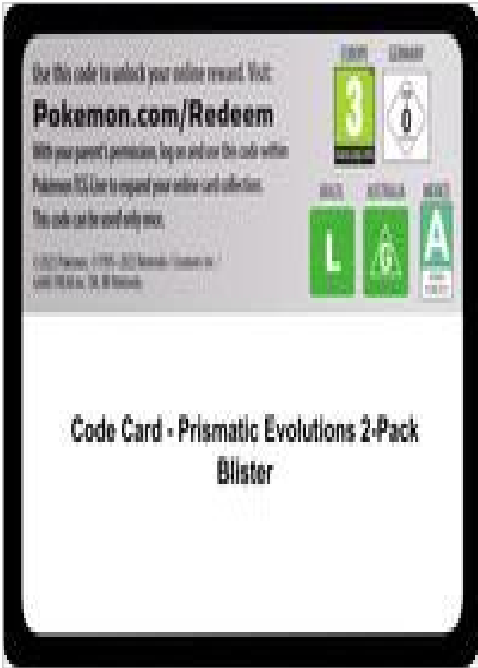 Use this code to unlock your online reward. Visit:
Pokemon.com/Redeem
With your parent's permission, log on and use this code within
Pokémon TCG Live to expand your online card collection.
This code can be used only once.
EUROPE GERMANY
3
0
BRAZIL AUSTRALIA MEXICO
L
G
A
Code Card - Prismatic Evolutions 2-Pack
Blister